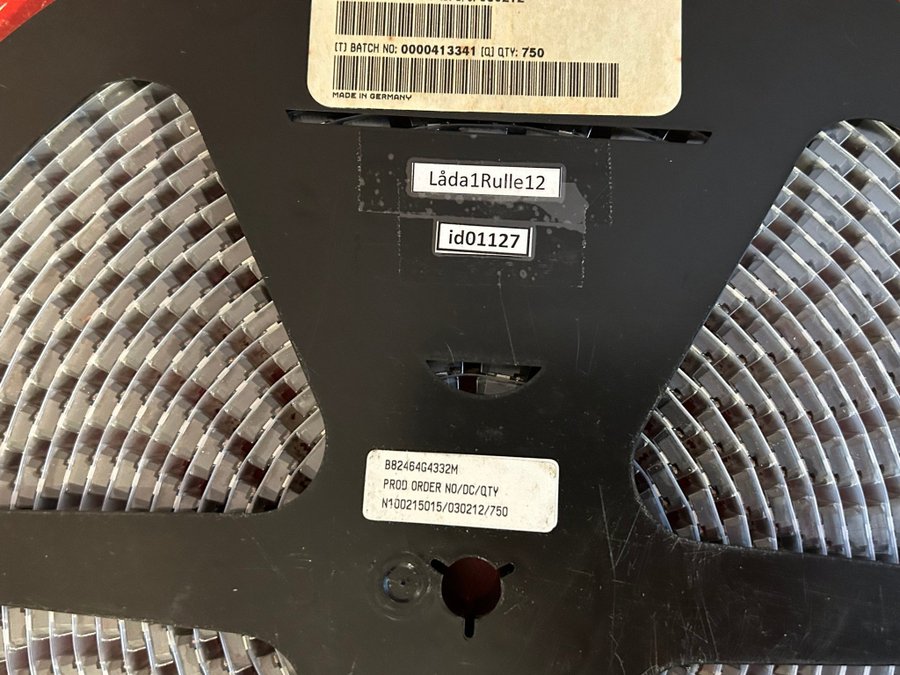 [T] BATCH NO: 0000413341 [Q] QTY: 750
MADE IN GERMANY
Låda1Rulle12
id01127
B82464G4332M
PROD ORDER NO/DC/QTY
N100215015/030212/750